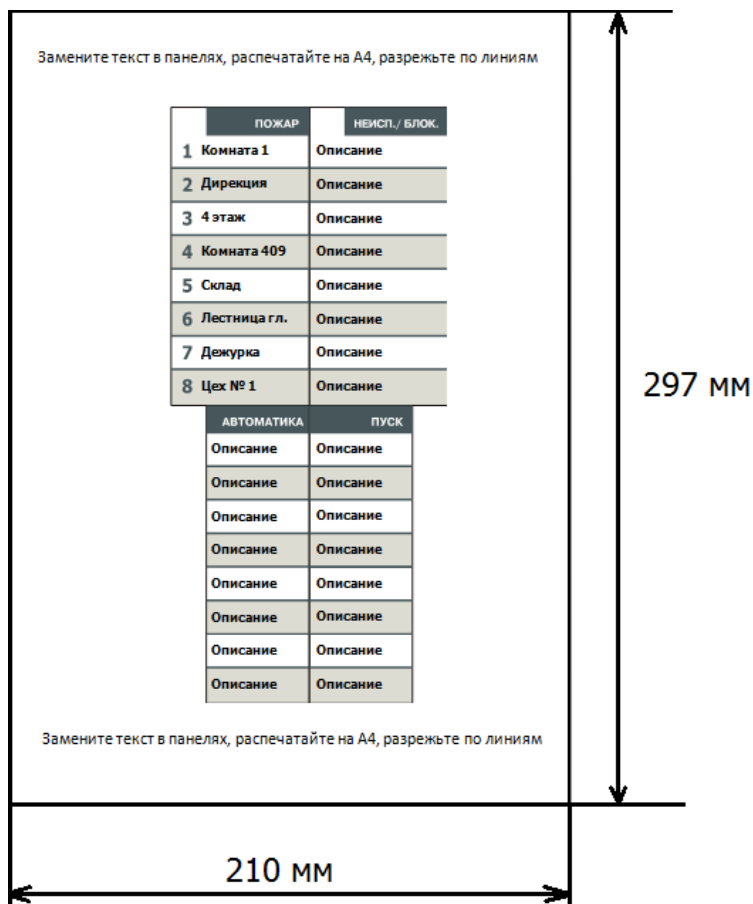 Замените текст в панелях, распечатайте на А4, разрежьте по линиям
ПОЖАР НЕИСП./ БЛОК.
1 Комната 1 Описание
2 Дирекция Описание
3 4 этаж Описание
4 Комната 409 Описание
5 Склад Описание
6 Лестница гл. Описание
7 Дежурка Описание
8 Цех № 1 Описание
АВТОМАТИКА ПУСК
Описание Описание
Описание Описание
Описание Описание
Описание Описание
Описание Описание
Описание Описание
Описание Описание
Описание Описание
Замените текст в панелях, распечатайте на А4, разрежьте по линиям
297 мм
210 мм